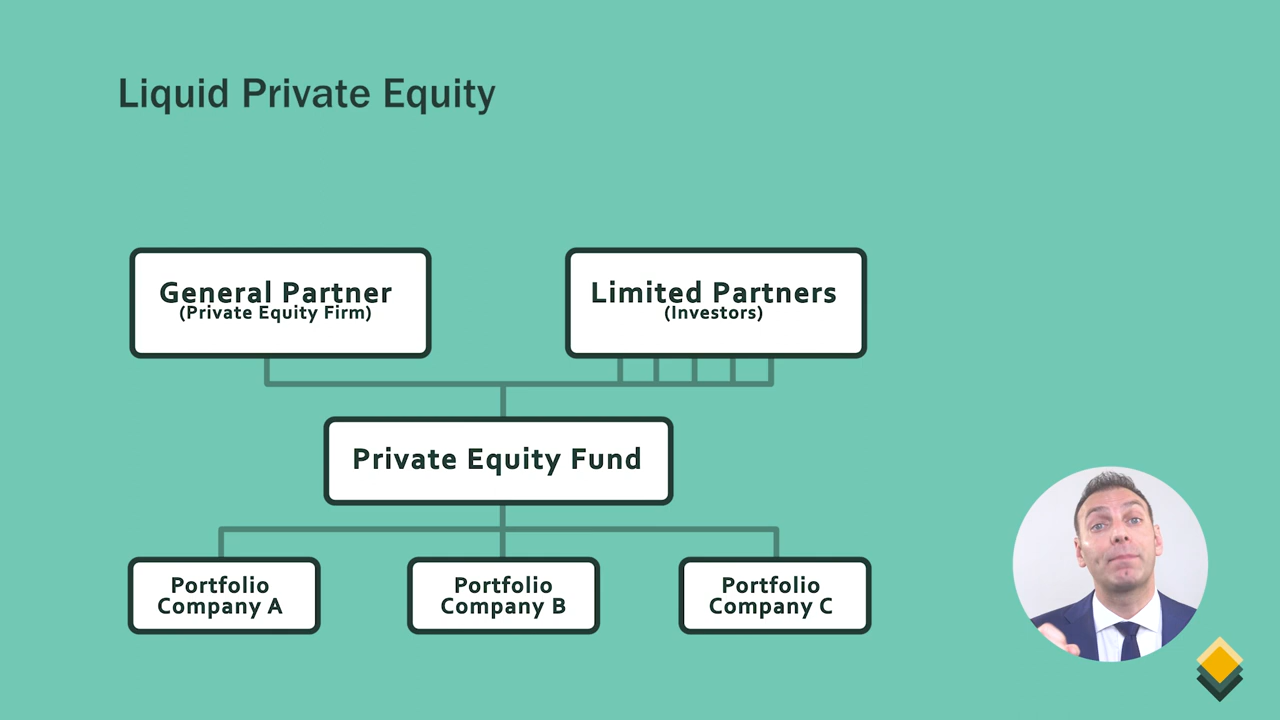 Liquid Private Equity
General Partner
(Private Equity Firm)
Limited Partners
(Investors)
Private Equity Fund
Portfolio
Company A
Portfolio
Company B
Portfolio
Company C